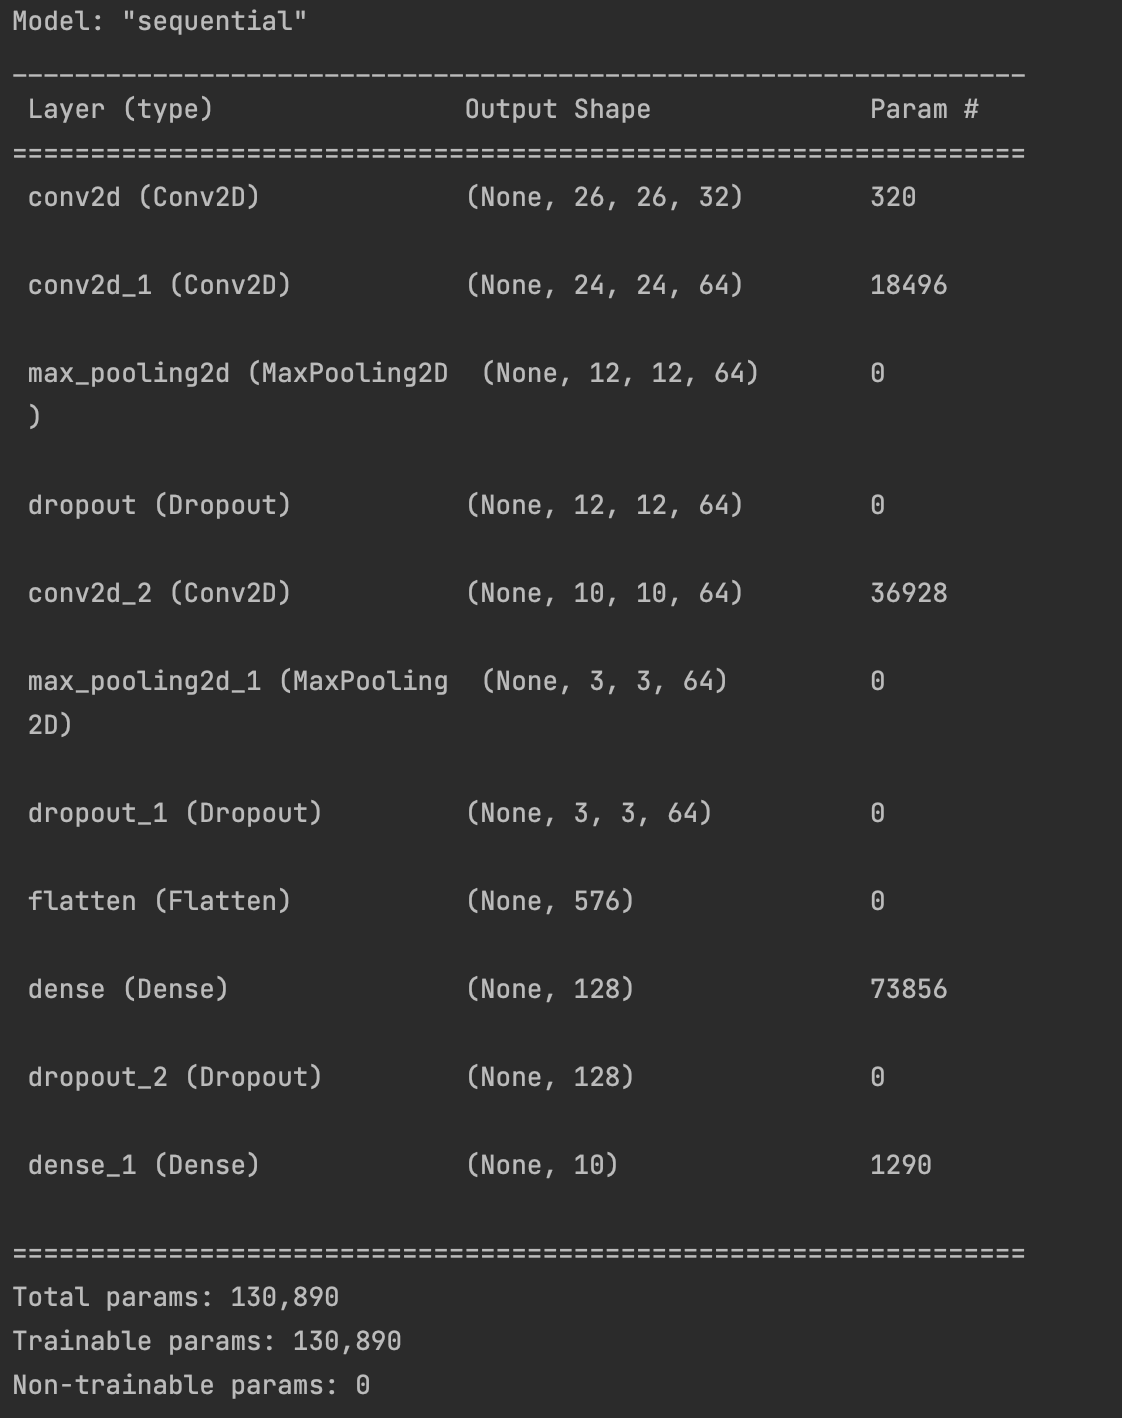 Model: "sequential"
_________________________________________________________________
Layer (type) Output Shape Param #
=================================================================
conv2d (Conv2D) (None, 26, 26, 32) 320
conv2d_1 (Conv2D) (None, 24, 24, 64) 18496
max_pooling2d (MaxPooling2D (None, 12, 12, 64) 0
)
dropout (Dropout) (None, 12, 12, 64) 0
conv2d_2 (Conv2D) (None, 10, 10, 64) 36928
max_pooling2d_1 (MaxPooling (None, 3, 3, 64) 0
2D)
dropout_1 (Dropout) (None, 3, 3, 64) 0
flatten (Flatten) (None, 576) 0
dense (Dense) (None, 128) 73856
dropout_2 (Dropout) (None, 128) 0
dense_1 (Dense) (None, 10) 1290
=================================================================
Total params: 130,890
Trainable params: 130,890
Non-trainable params: 0